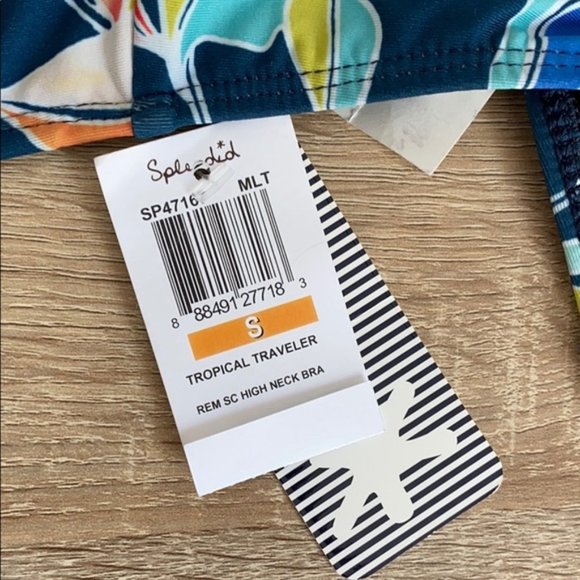 Splendid
SP4716 MLT
8 88491 27718 3
S
TROPICAL TRAVELER
REM SC HIGH NECK BRA